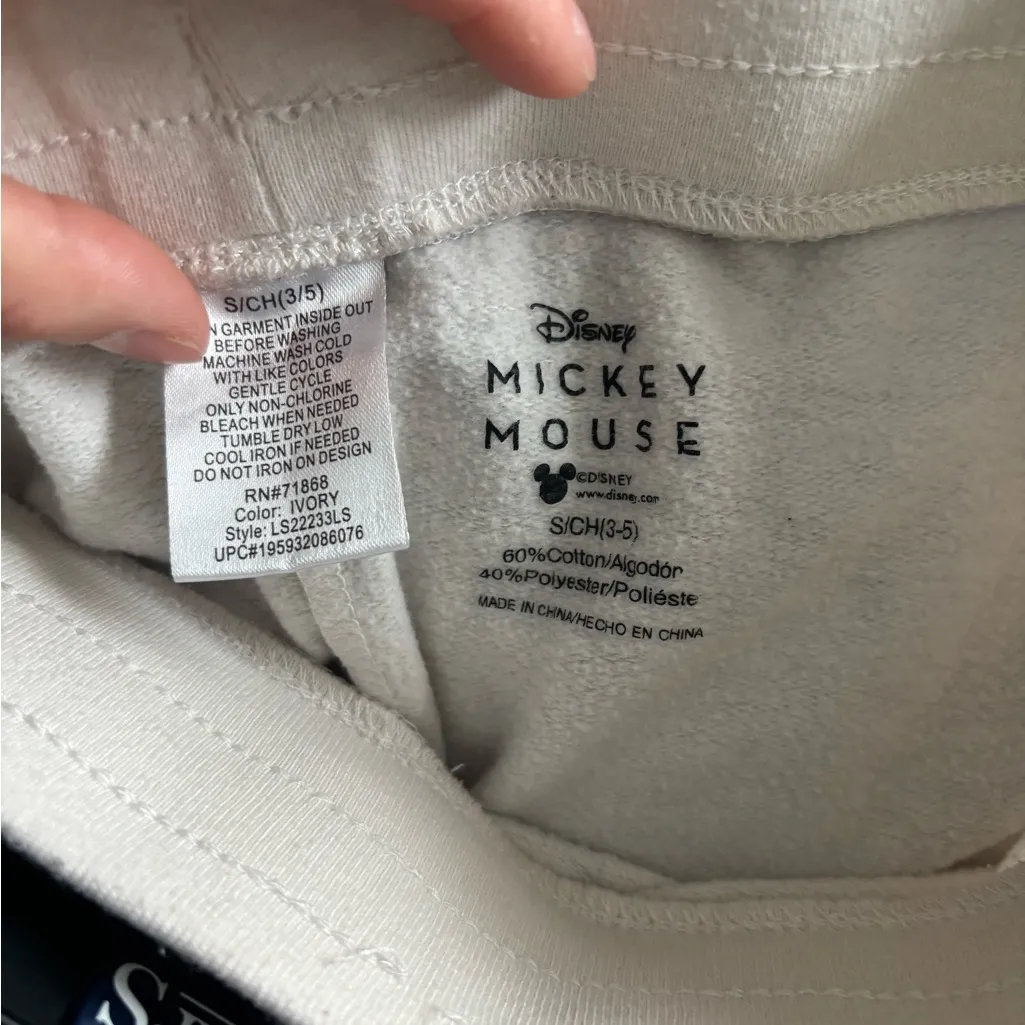 S/CH(3/5)
N GARMENT INSIDE OUT
BEFORE WASHING
MACHINE WASH COLD
WITH LIKE COLORS
GENTLE CYCLE
ONLY NON-CHLORINE
BLEACH WHEN NEEDED
TUMBLE DRY LOW
COOL IRON IF NEEDED
DO NOT IRON ON DESIGN
RN#71868
Color: IVORY
Style: LS22233LS
UPC#195932086076
Disney
MICKEY
MOUSE
©DISNEY
www.disney.com
S/CH(3-5)
60%Cotton/Algodór
40%Polyester/Poliéste
MADE IN CHINA/HECHO EN CHINA